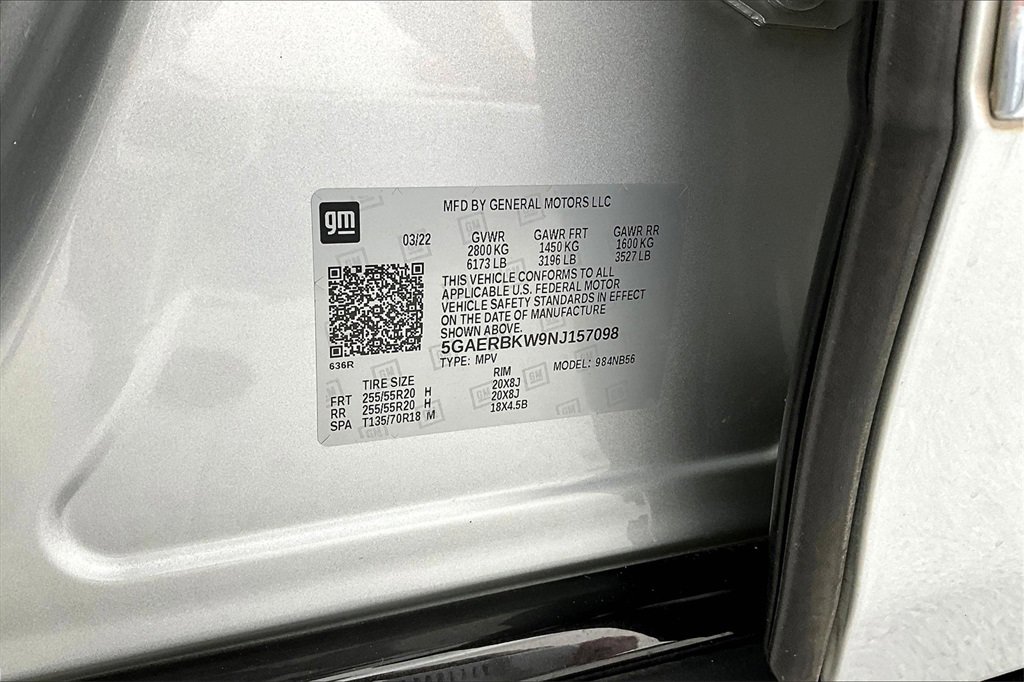 gm
MFD BY GENERAL MOTORS LLC
03/22 GVWR GAWR FRT GAWR RR
2800 KG 1450 KG 1600 KG
6173 LB 3196 LB 3527 LB
THIS VEHICLE CONFORMS TO ALL
APPLICABLE U.S. FEDERAL MOTOR
VEHICLE SAFETY STANDARDS IN EFFECT
ON THE DATE OF MANUFACTURE
SHOWN ABOVE.
5GAERBKW9NJ157098
636R
TYPE: MPV MODEL: 984NB56
TIRE SIZE RIM
FRT 255/55R20 H 20X8J
RR 255/55R20 H 20X8J
SPA T135/70R18 M 18X4.5B